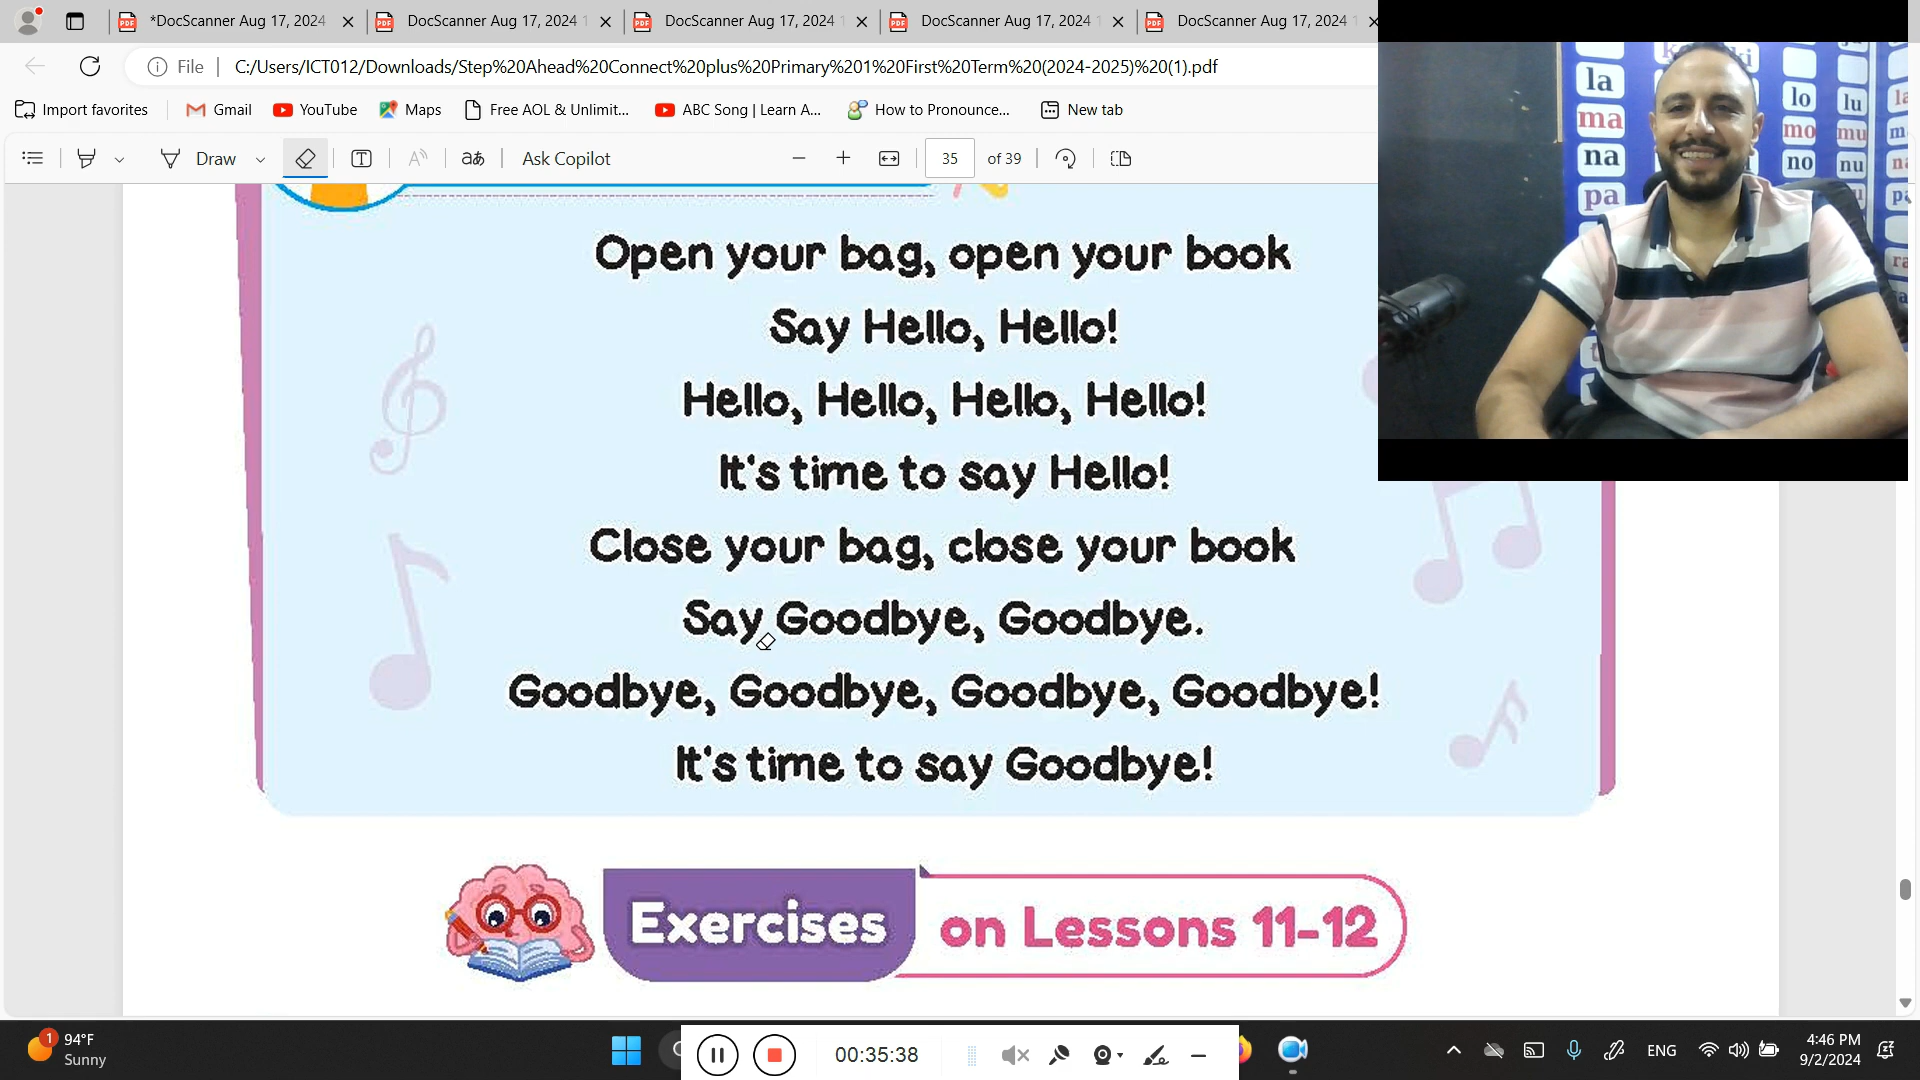 *DocScanner Aug 17, 2024
DocScanner Aug 17, 2024 1
DocScanner Aug 17, 2024
DocScanner Aug 17, 2024 1
DocScanner Aug 17, 2024 1
File
C:/Users/ICT012/Downloads/Step%20Ahead%20Connect%20plus%20Primary%201%20First%20Term%20(2024-2025)%20(1).pdf
Import favorites
Gmail
YouTube
Maps
Free AOL & Unlimit...
ABC Song | Learn A...
How to Pronounce...
New tab
Draw
Ask Copilot
35 of 39
Open your bag, open your book
Say Hello, Hello!
Hello, Hello, Hello, Hello!
It's time to say Hello!
Close your bag, close your book
Say Goodbye, Goodbye.
Goodbye, Goodbye, Goodbye, Goodbye!
It's time to say Goodbye!
Exercises on Lessons 11-12
la
lo
lu
ma
mo
mu
na
no
nu
pa
1
94°F
Sunny
00:35:38
ENG
4:46 PM
9/2/2024